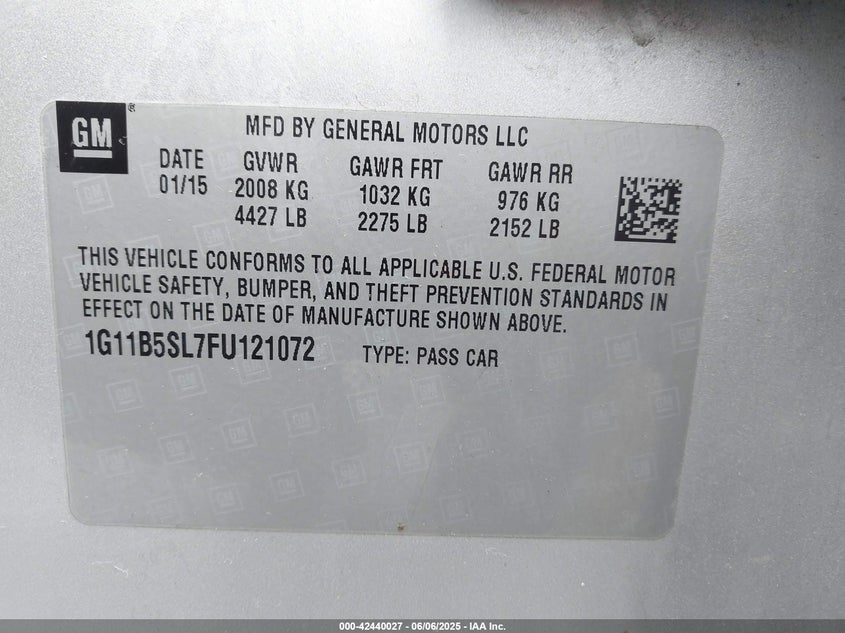 GM ®
MFD BY GENERAL MOTORS LLC
DATE GVWR GAWR FRT GAWR RR
01/15 2008 KG 1032 KG 976 KG
4427 LB 2275 LB 2152 LB
THIS VEHICLE CONFORMS TO ALL APPLICABLE U.S. FEDERAL MOTOR
VEHICLE SAFETY, BUMPER, AND THEFT PREVENTION STANDARDS IN
EFFECT ON THE DATE OF MANUFACTURE SHOWN ABOVE.
1G11B5SL7FU121072 TYPE: PASS CAR
000-42440027 - 06/06/2025 - IAA Inc.